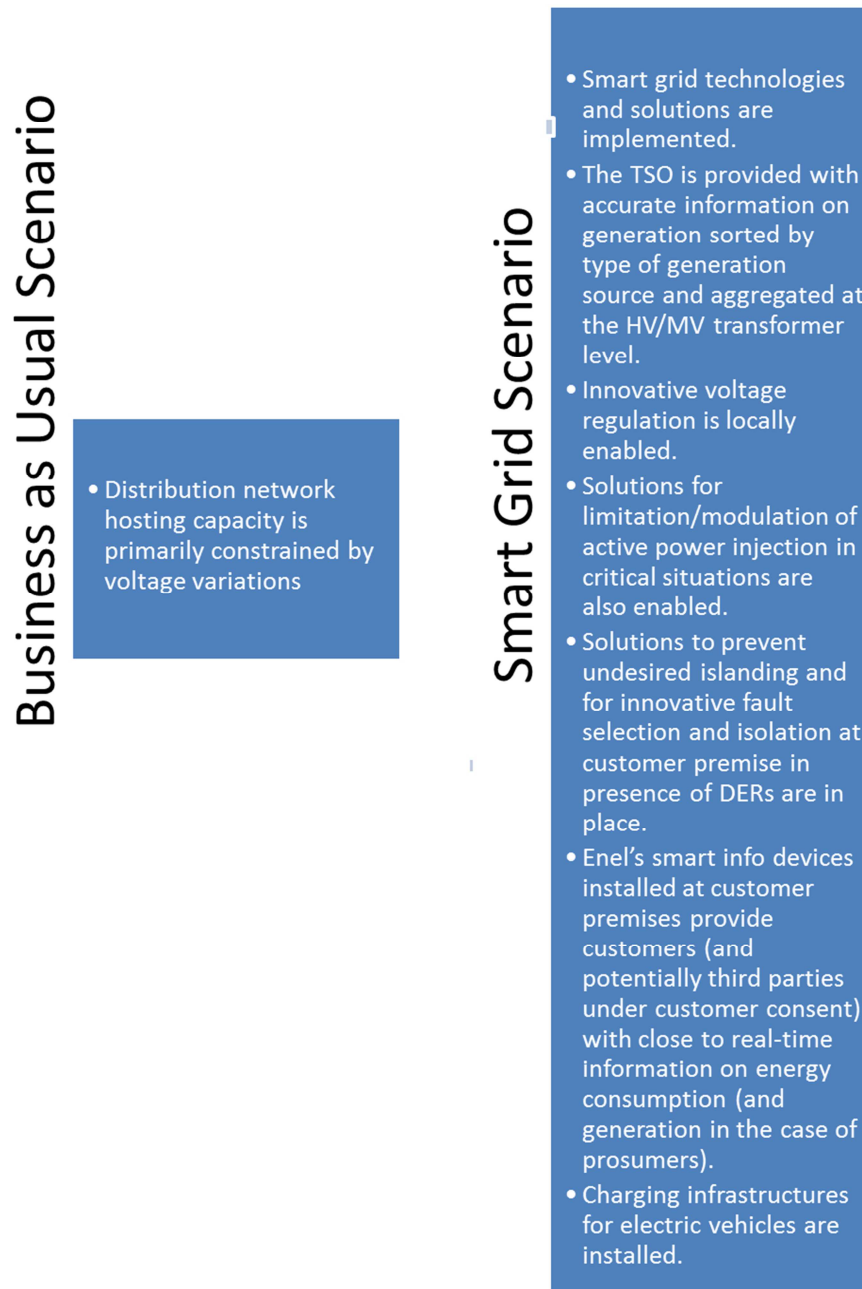 Business as Usual Scenario
• Distribution network
hosting capacity is
primarily constrained by
voltage variations
Smart Grid Scenario
• Smart grid technologies
and solutions are
implemented.
• The TSO is provided with
accurate information on
generation sorted by
type of generation
source and aggregated at
the HV/MV transformer
level.
• Innovative voltage
regulation is locally
enabled.
• Solutions for
limitation/modulation of
active power injection in
critical situations are
also enabled.
• Solutions to prevent
undesired islanding and
for innovative fault
selection and isolation at
customer premise in
presence of DERs are in
place.
• Enel’s smart info devices
installed at customer
premises provide
customers (and
potentially third parties
under customer consent)
with close to real-time
information on energy
consumption (and
generation in the case of
prosumers).
• Charging infrastructures
for electric vehicles are
installed.